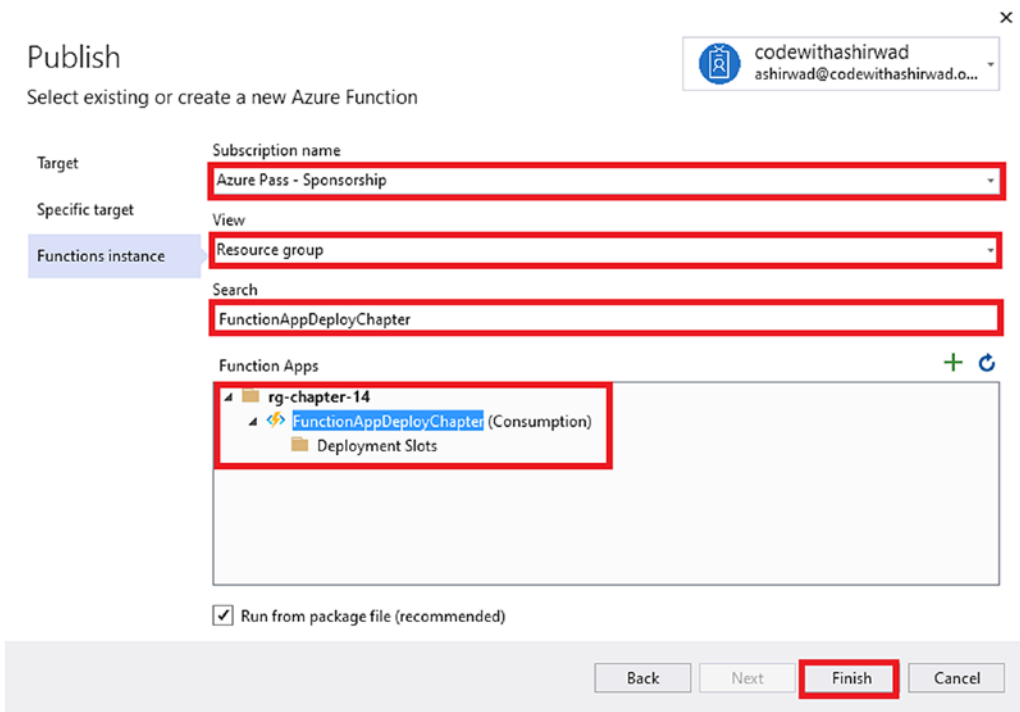 Publish
Select existing or create a new Azure Function
codewithashirwad
ashirwad@codewithashirwad.o...
Target
Specific target
Functions instance
Subscription name
Azure Pass - Sponsorship
View
Resource group
Search
FunctionAppDeployChapter
Function Apps
rg-chapter-14
FunctionAppDeployChapter (Consumption)
Deployment Slots
Run from package file (recommended)
Back
Next
Finish
Cancel